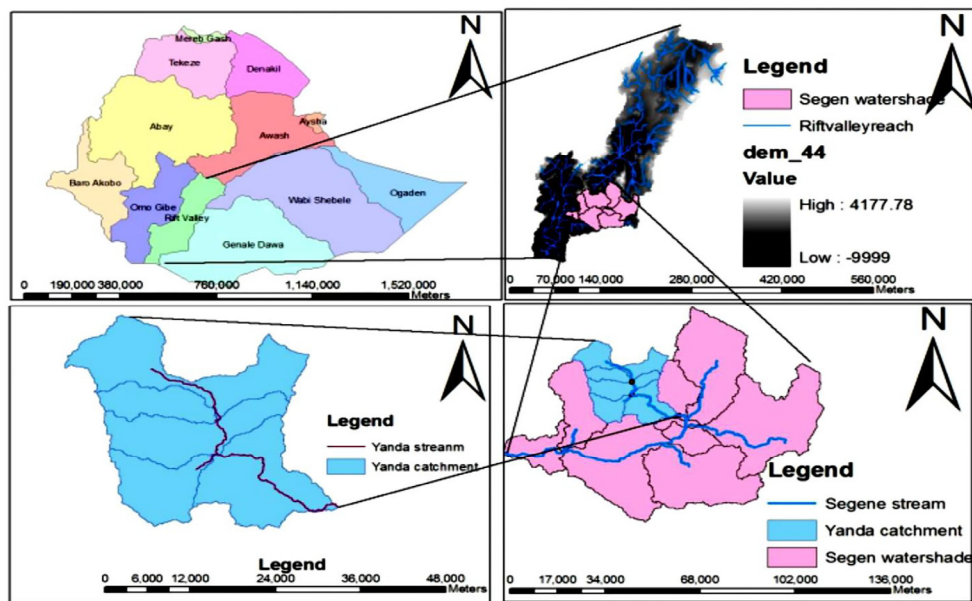 N
Mereb Gash
Tekeze
Denakil
Abay
Awash
Aysha
Baro Akobo
Omo Gibe
Rift Valley
Wabi Shebele
Ogaden
Genale Dawa
0 190,000 380,000 760,000 1,140,000 1,520,000
Meters
N
Legend
Segen watershade
Riftvalleyreach
dem_44
Value
High : 4177.78
Low : -9999
0 70,000 140,000 280,000 420,000 560,000
Meters
N
Legend
Yanda streanm
Yanda catchment
Legend
0 6,000 12,000 24,000 36,000 48,000
Meters
N
Legend
Segene stream
Yanda catchment
Segen watershade
0 17,000 34,000 68,000 102,000 136,000
Meters